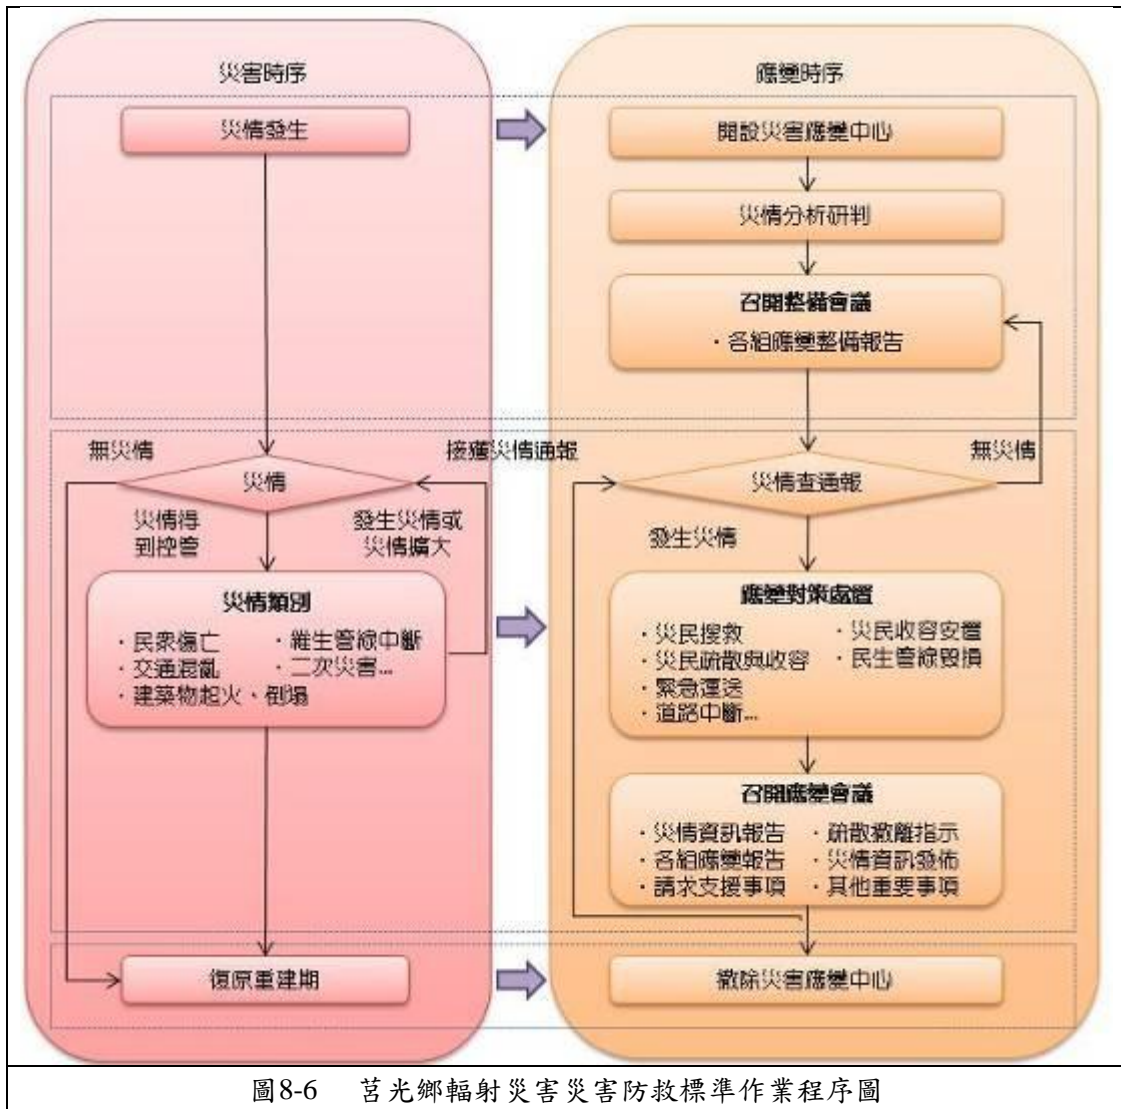 災害時序
應變時序
災情發生
開設災害應變中心
災情分析研判
召開整備會議
・各組應變整備報告
無災情
接獲災情通報
無災情
災情
災情查通報
災情得
到控管
發生災情或
災情擴大
發生災情
災情類別
・民眾傷亡
・維生管線中斷
・交通混亂
・二次災害...
・建築物起火、倒塌
應變對策處置
・災民搜救
・災民收容安置
・災民疏散與收容
・民生管線毀損
・緊急運送
・道路中斷...
召開應變會議
・災情資訊報告
・疏散撤離指示
・各組應變報告
・災情資訊發佈
・請求支援事項
・其他重要事項
復原重建期
撤除災害應變中心
圖8-6 莒光鄉輻射災害災害防救標準作業程序圖